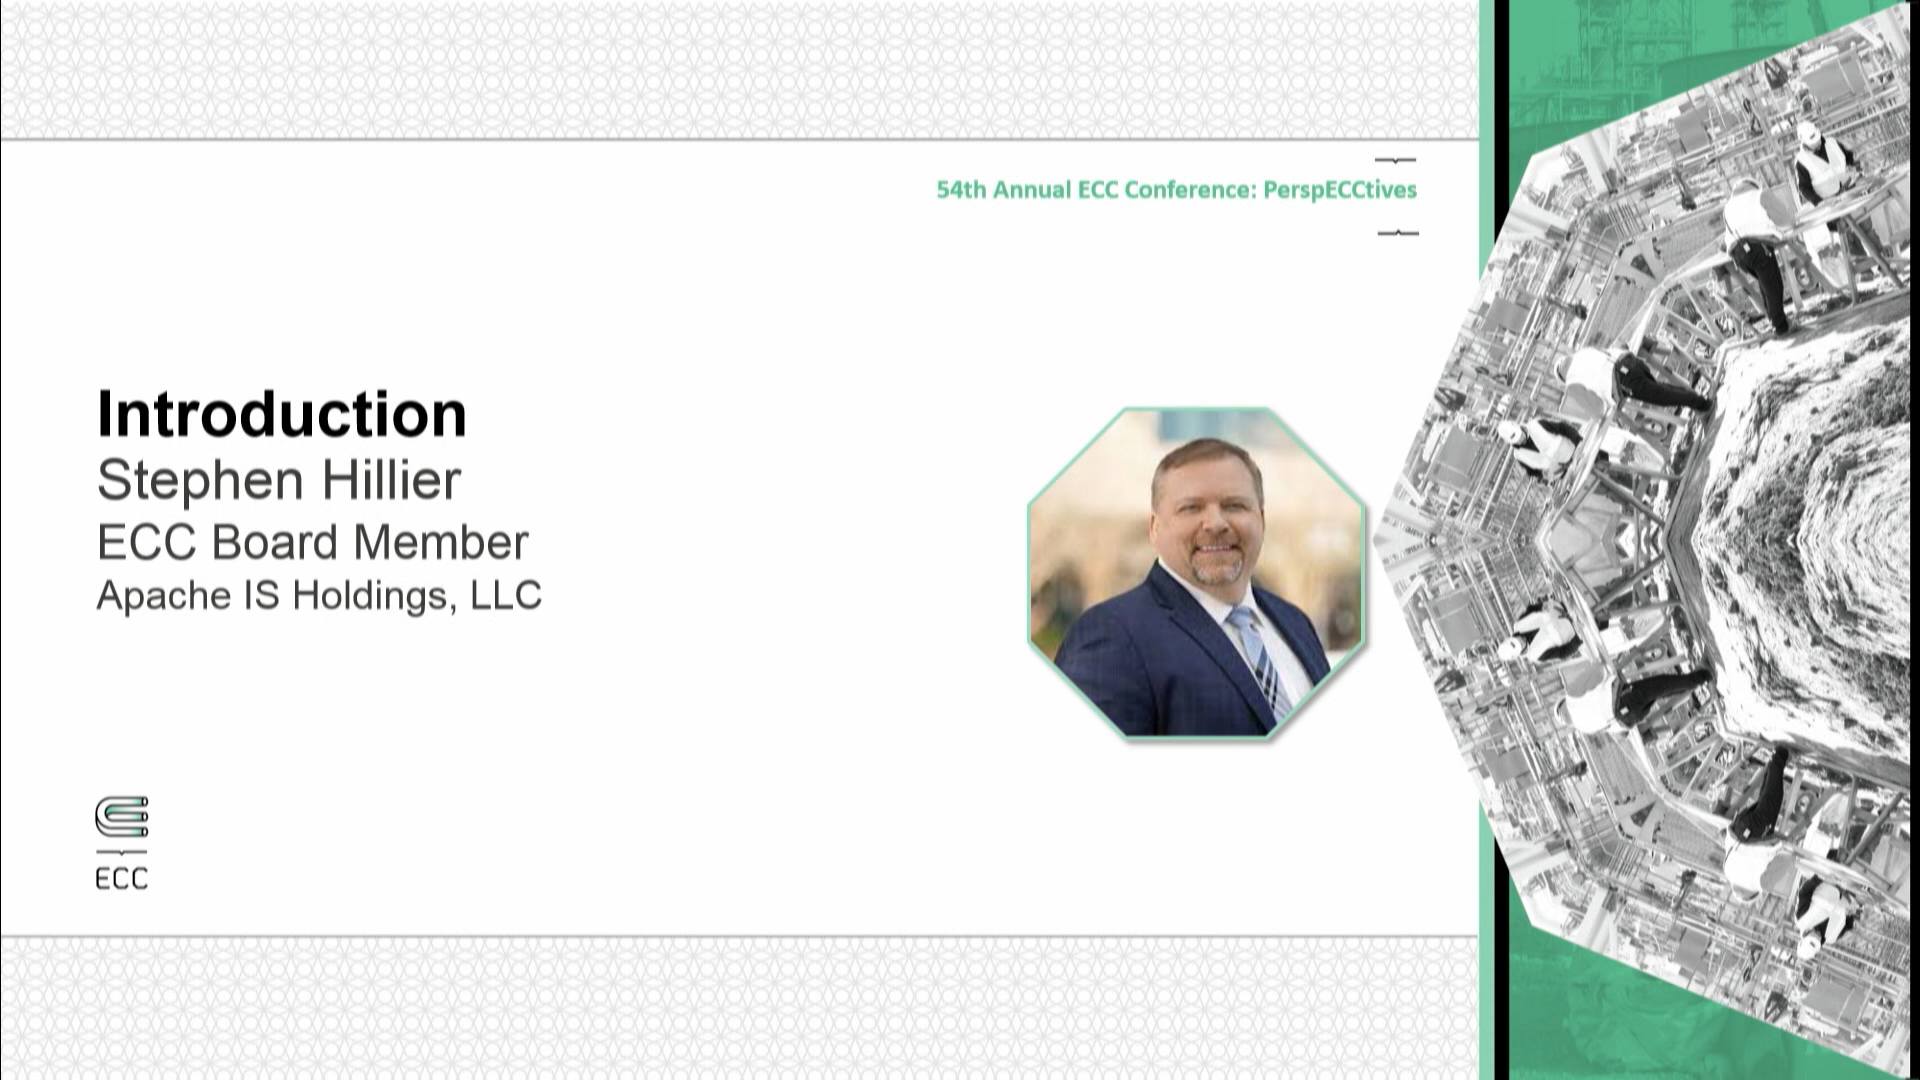 54th Annual ECC Conference: PerspECCtives
Introduction
Stephen Hillier
ECC Board Member
Apache IS Holdings, LLC
ECC